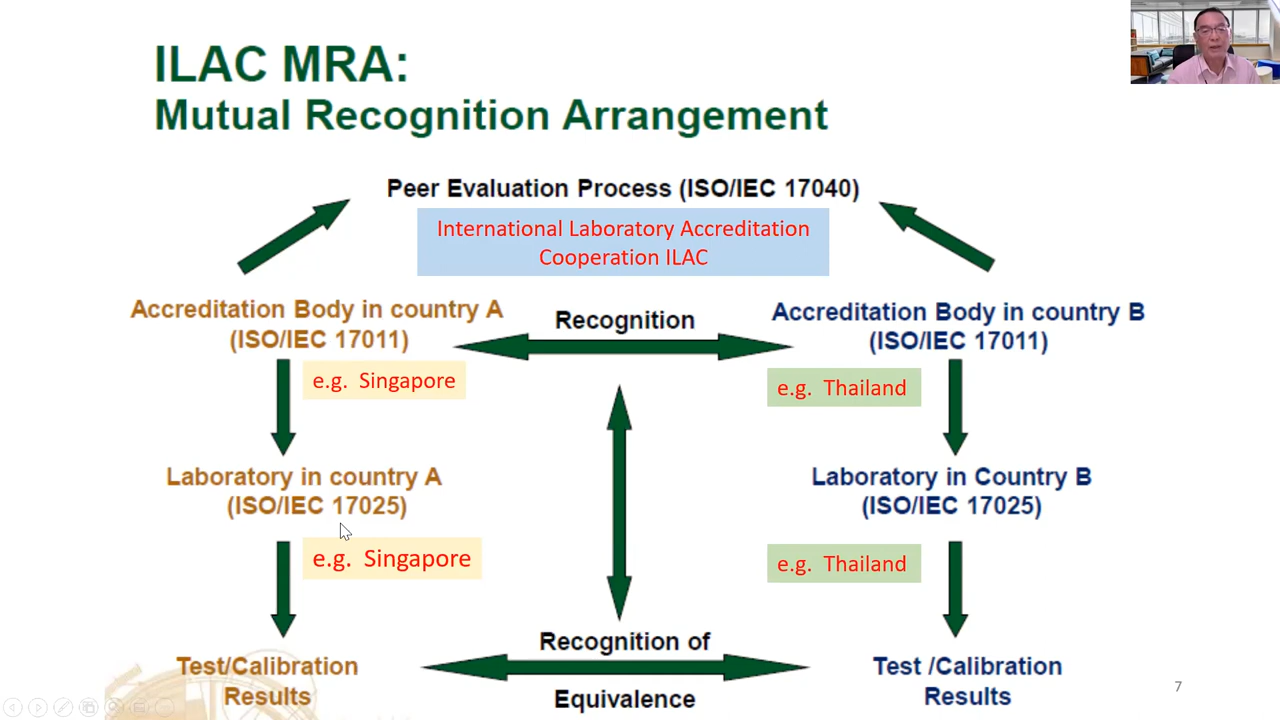 ILAC MRA:
Mutual Recognition Arrangement
Peer Evaluation Process (ISO/IEC 17040)
International Laboratory Accreditation
Cooperation ILAC
Accreditation Body in country A
(ISO/IEC 17011)
Recognition
Accreditation Body in country B
(ISO/IEC 17011)
e.g. Singapore
e.g. Thailand
Laboratory in country A
(ISO/IEC 17025)
Laboratory in Country B
(ISO/IEC 17025)
e.g. Singapore
e.g. Thailand
Test/Calibration
Results
Recognition of
Equivalence
Test /Calibration
Results
7